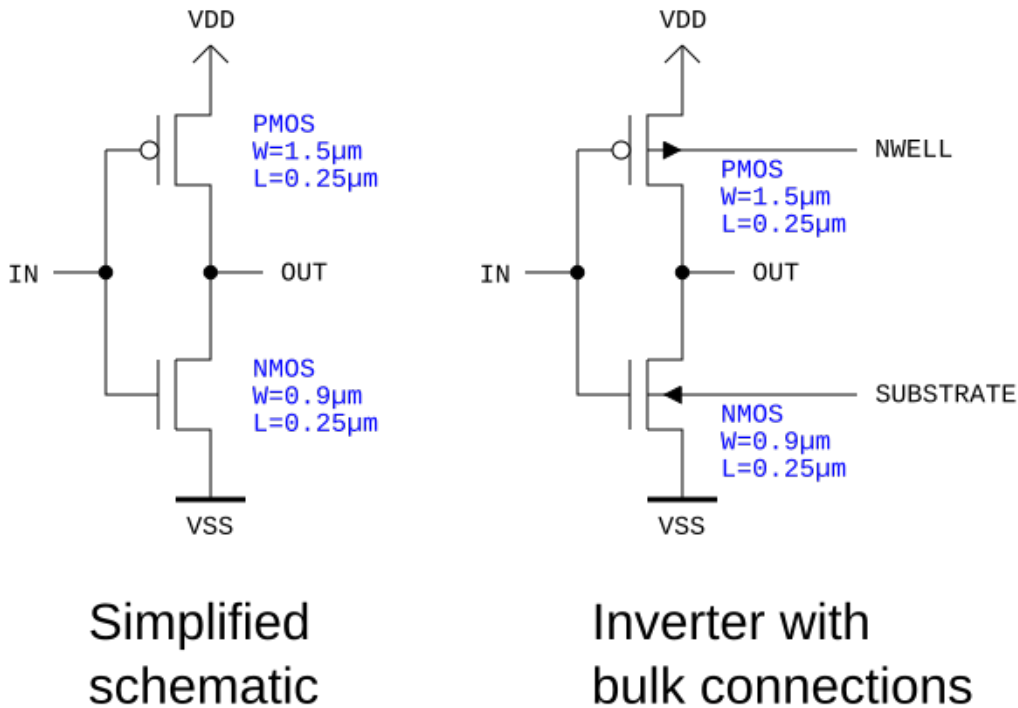 VDD
PMOS
W=1.5µm
L=0.25µm
IN
OUT
NMOS
W=0.9µm
L=0.25µm
VSS
Simplified
schematic
VDD
NWELL
PMOS
W=1.5µm
L=0.25µm
IN
OUT
SUBSTRATE
NMOS
W=0.9µm
L=0.25µm
VSS
Inverter with
bulk connections